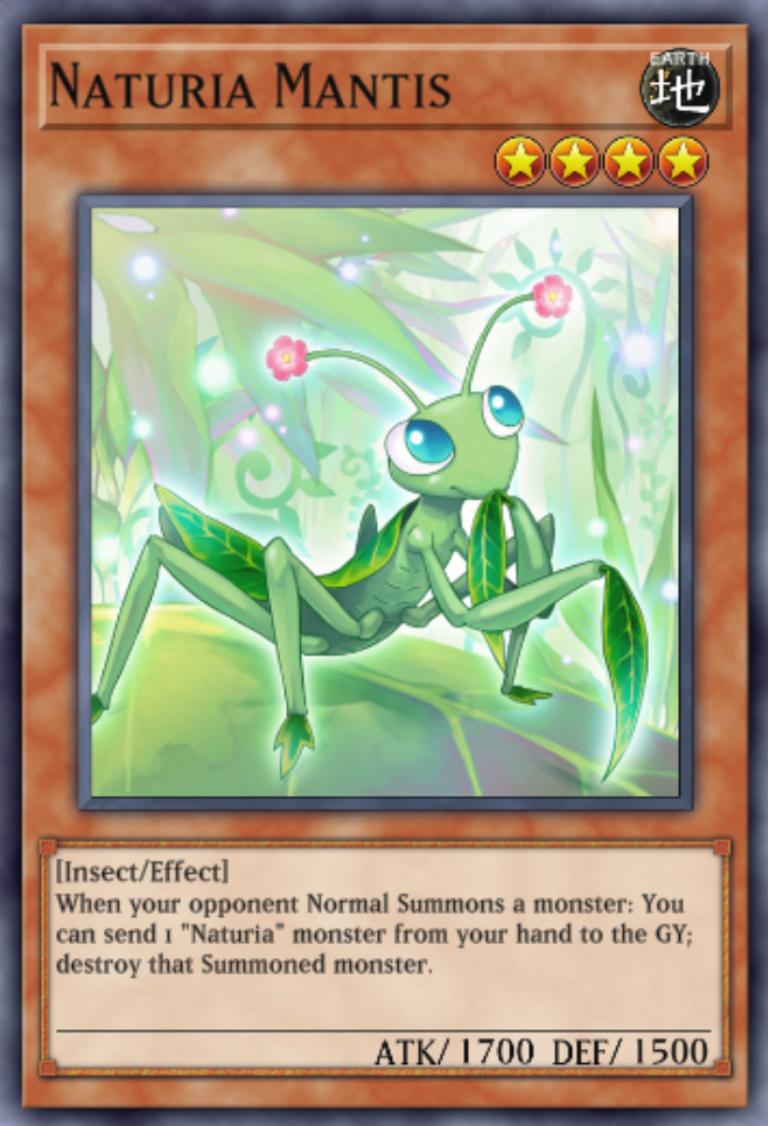 Naturia Mantis
EARTH
地
[Insect/Effect]
When your opponent Normal Summons a monster: You
can send 1 "Naturia" monster from your hand to the GY;
destroy that Summoned monster.
ATK/ 1700 DEF/ 1500